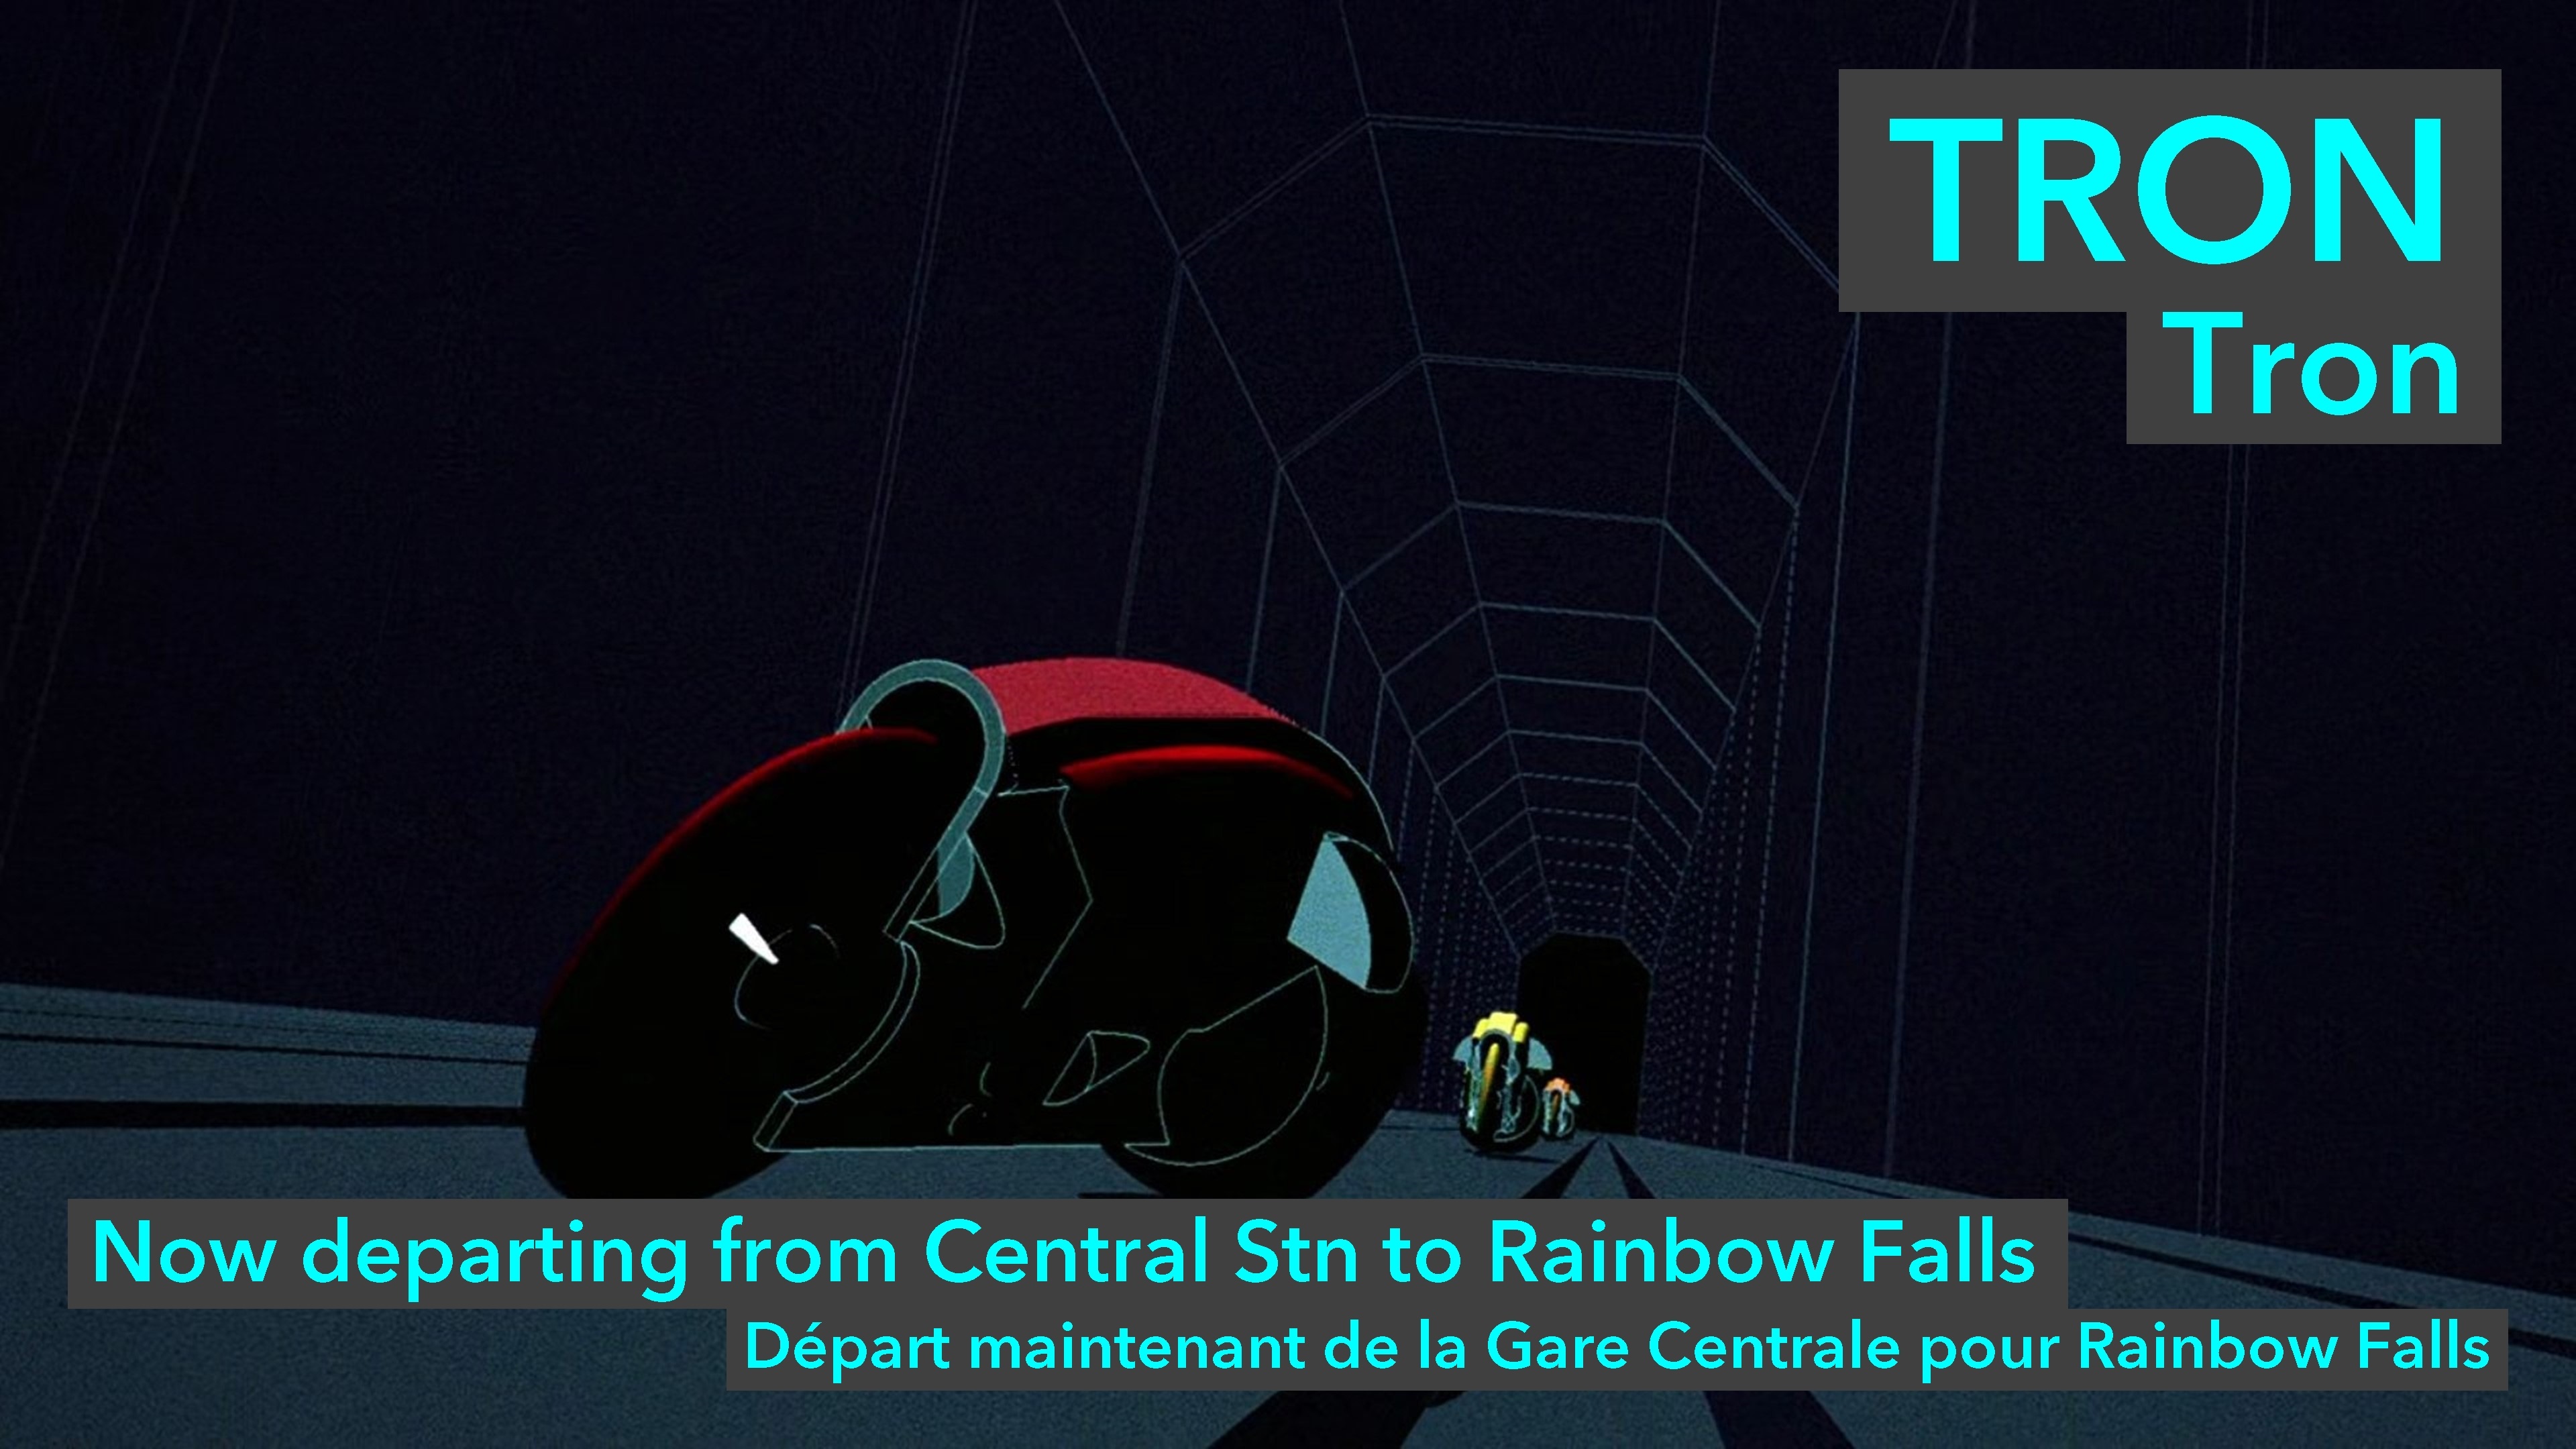 TRON
Tron
Now departing from Central Stn to Rainbow Falls
Départ maintenant de la Gare Centrale pour Rainbow Falls